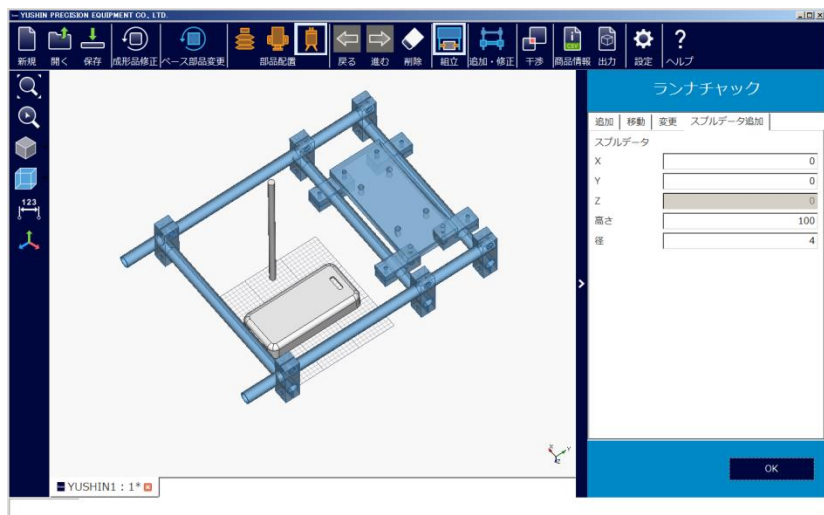 YUSHIN PRECISION EQUIPMENT CO., LTD.
新規 開く 保存 成形品修正 ベース部品変更 部品配置 戻る 進む 削除 組立 追加・修正 干渉 商品情報 出力 設定 ヘルプ
CSV
?
123
ランナチャック
追加 移動 変更 スプルデータ追加
スプルデータ
X 0
Y 0
Z 0
高さ 100
径 4
>
X Y Z
OK
YUSHIN1 : 1*